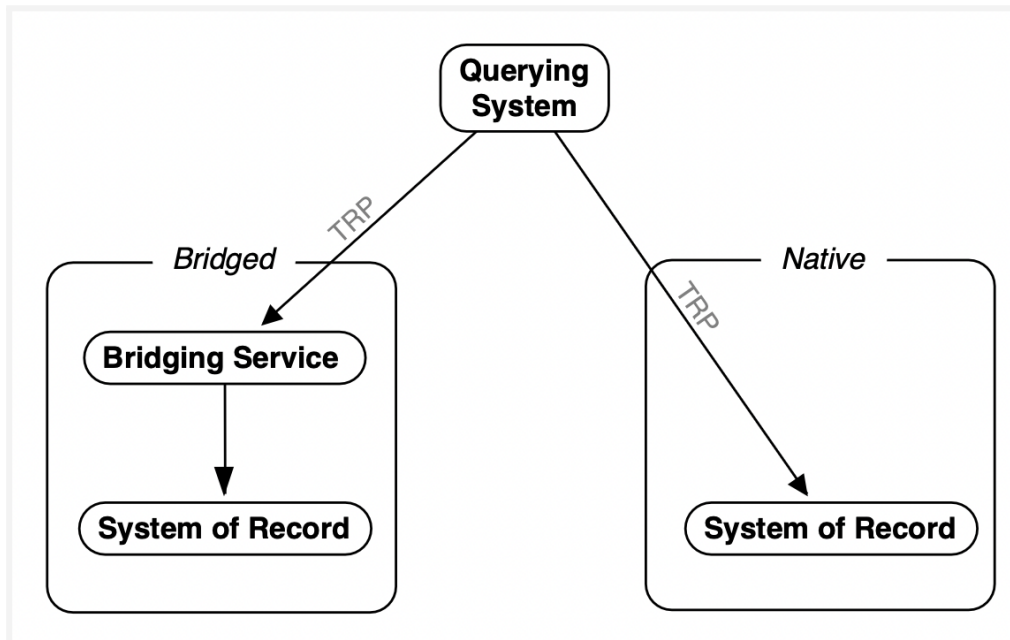 Querying
System
TRP
Bridged
Native
TRP
Bridging Service
System of Record
System of Record